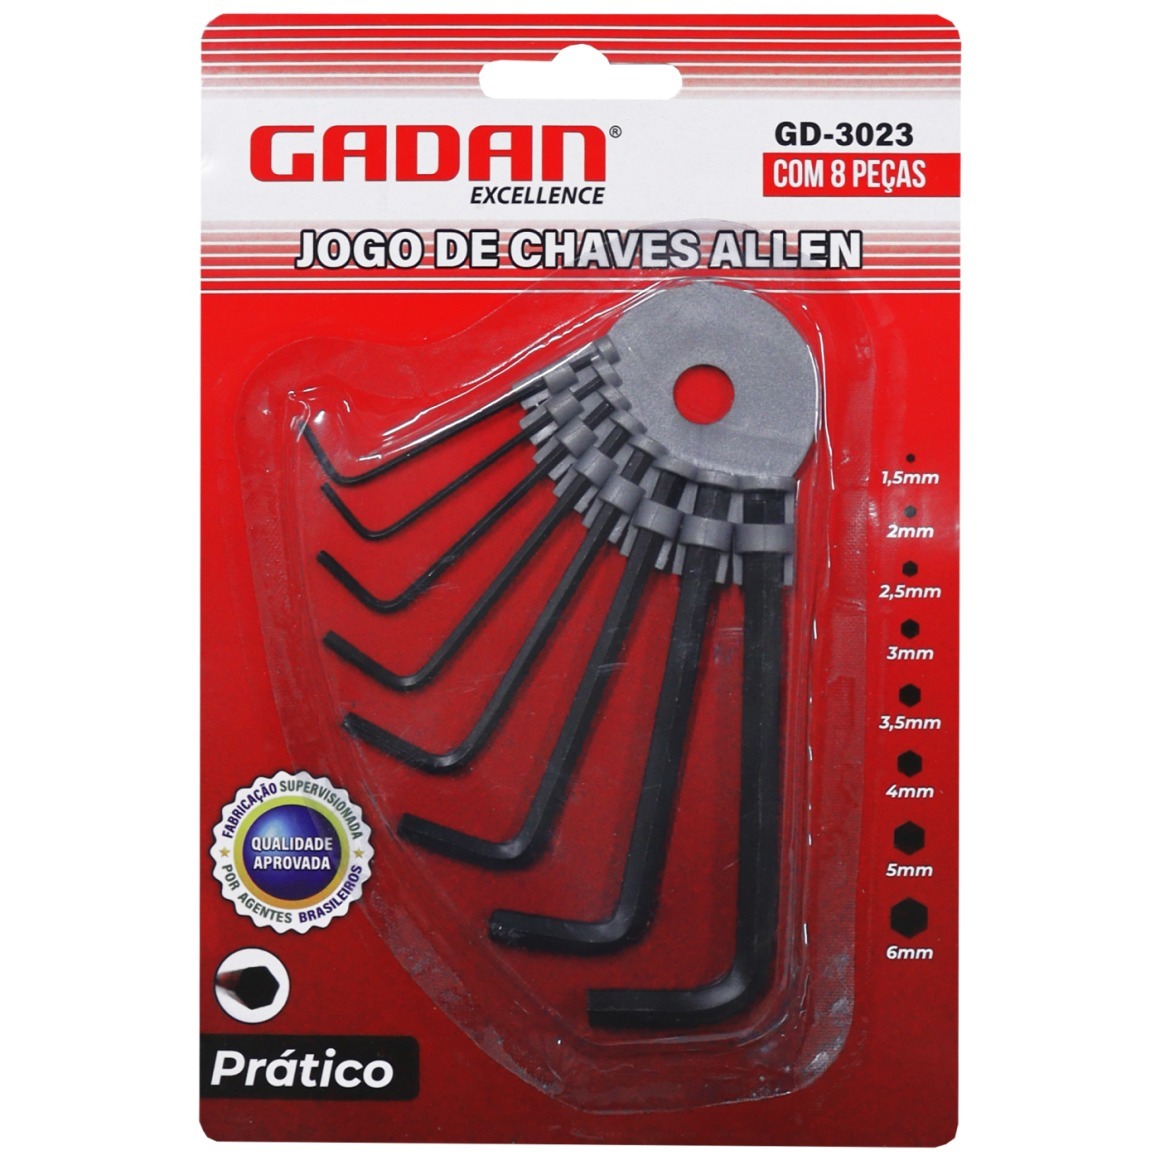 GADAN®
EXCELLENCE
GD-3023
COM 8 PEÇAS
JOGO DE CHAVES ALLEN
1,5mm
2mm
2,5mm
3mm
3,5mm
4mm
5mm
6mm
FABRICAÇÃO SUPERVISIONADA
QUALIDADE
APROVADA
POR AGENTES BRASILEIROS
Prático